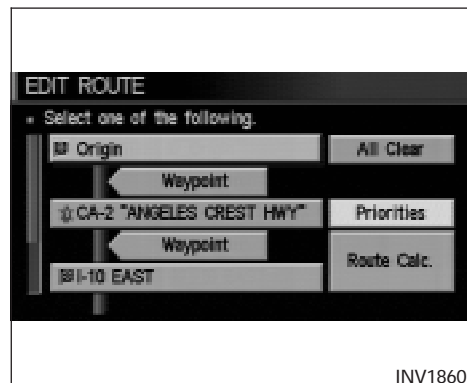 EDIT ROUTE
Select one of the following.
Origin
All Clear
Waypoint
CA-2 "ANGELES CREST HWY"
Priorities
Waypoint
Route Calc.
I-10 EAST
INV1860